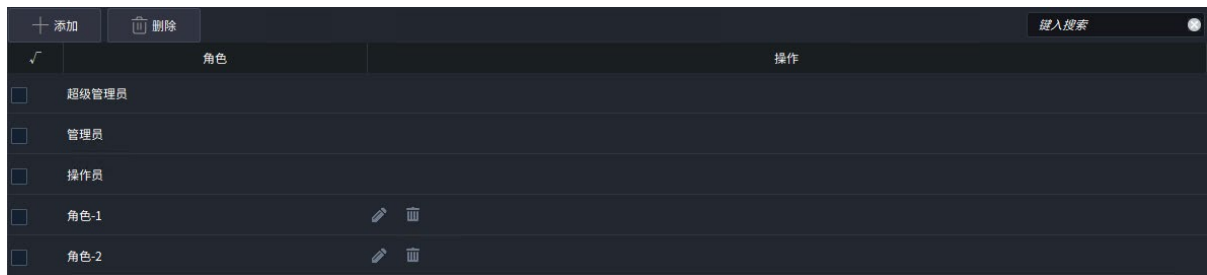 添加 删除 键入搜索
√ 角色 操作
超级管理员
管理员
操作员
角色-1
角色-2